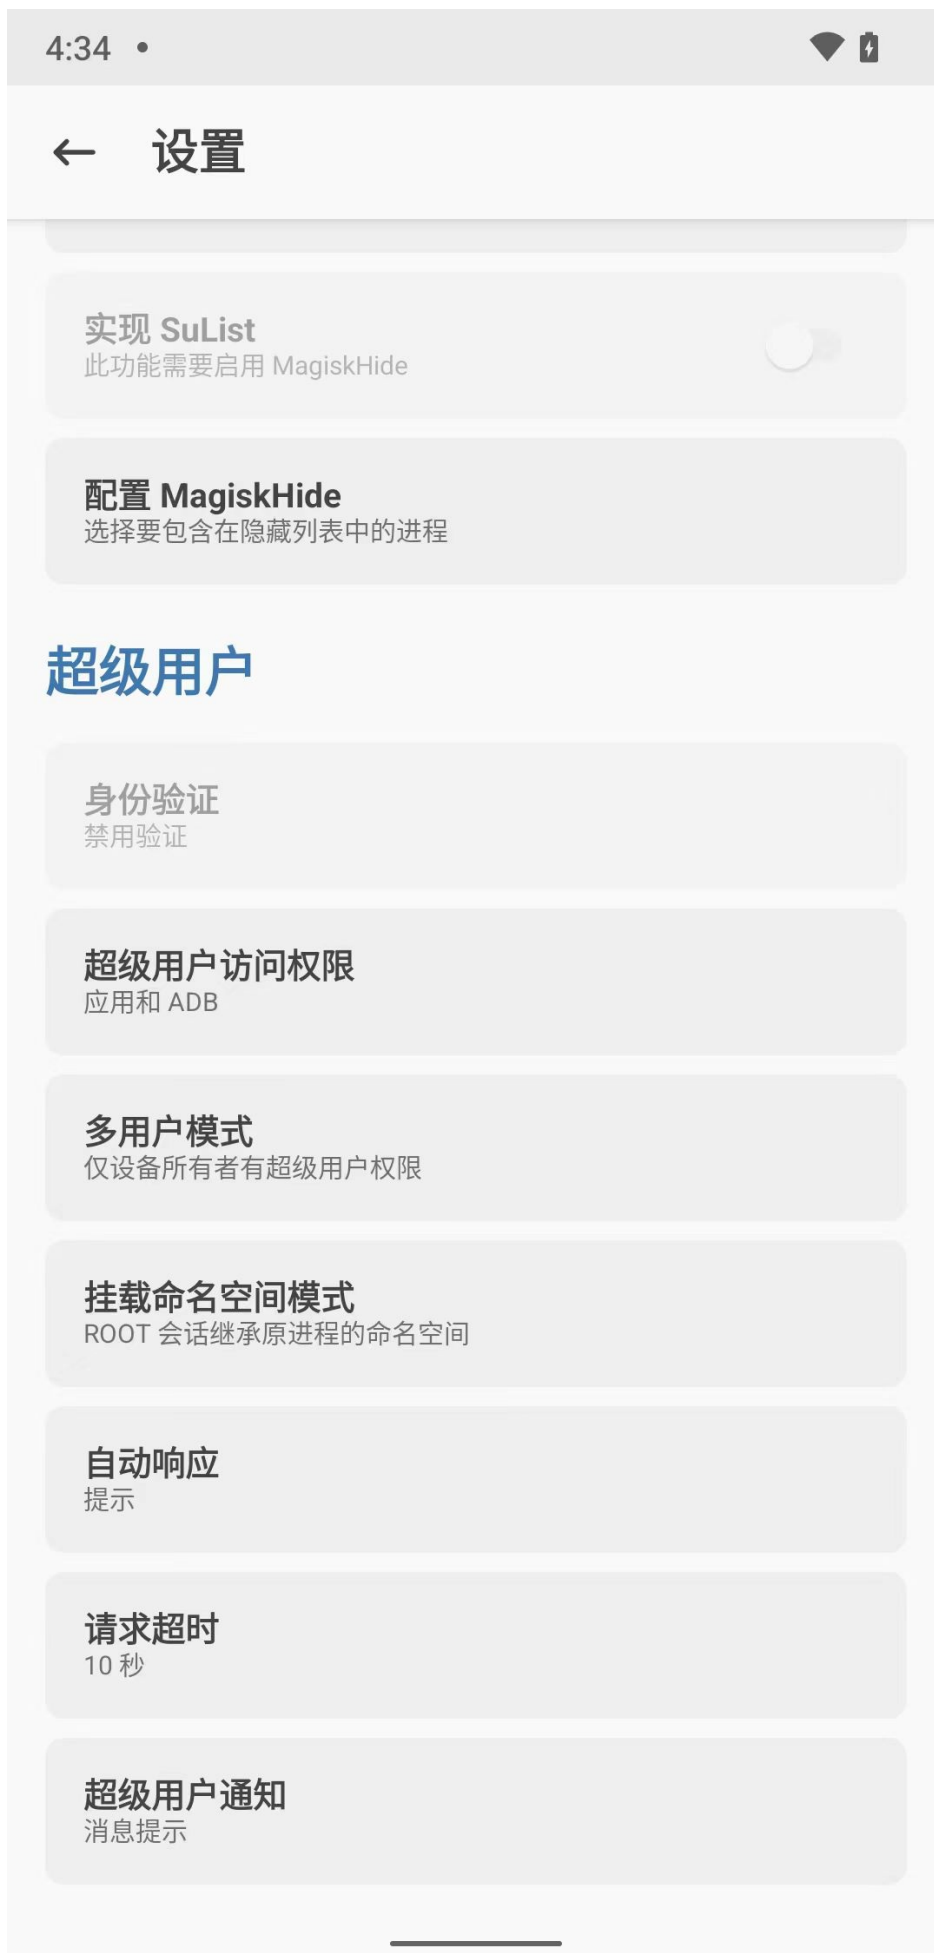 4:34
设置
实现 SuList
此功能需要启用 MagiskHide
配置 MagiskHide
选择要包含在隐藏列表中的进程
超级用户
身份验证
禁用验证
超级用户访问权限
应用和 ADB
多用户模式
仅设备所有者有超级用户权限
挂载命名空间模式
ROOT 会话继承原进程的命名空间
自动响应
提示
请求超时
10 秒
超级用户通知
消息提示